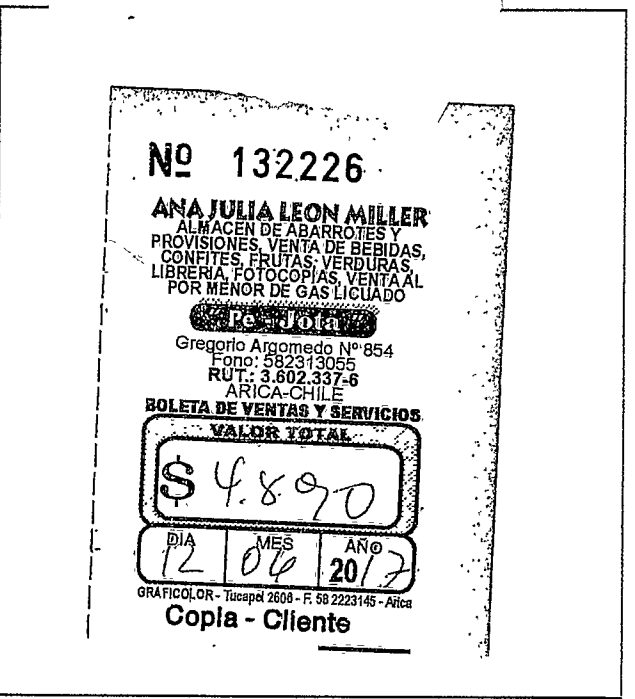 Nº 132226
ANA JULIA LEON MILLER
ALMACEN DE ABARROTES Y
PROVISIONES, VENTA DE BEBIDAS,
CONFITES, FRUTAS, VERDURAS,
LIBRERIA, FOTOCOPIAS, VENTA AL
POR MENOR DE GAS LICUADO
"Pe - Jota"
Gregorio Argomedo Nº 854
Fono: 582313055
RUT.: 3.602.337-6
ARICA-CHILE
BOLETA DE VENTAS Y SERVICIOS
VALOR TOTAL
$ 4.890
DIA MES AÑO
12 04 2017
GRAFICOLOR - Tucapel 2606 - F. 58 2223145 - Arica
Copia - Cliente